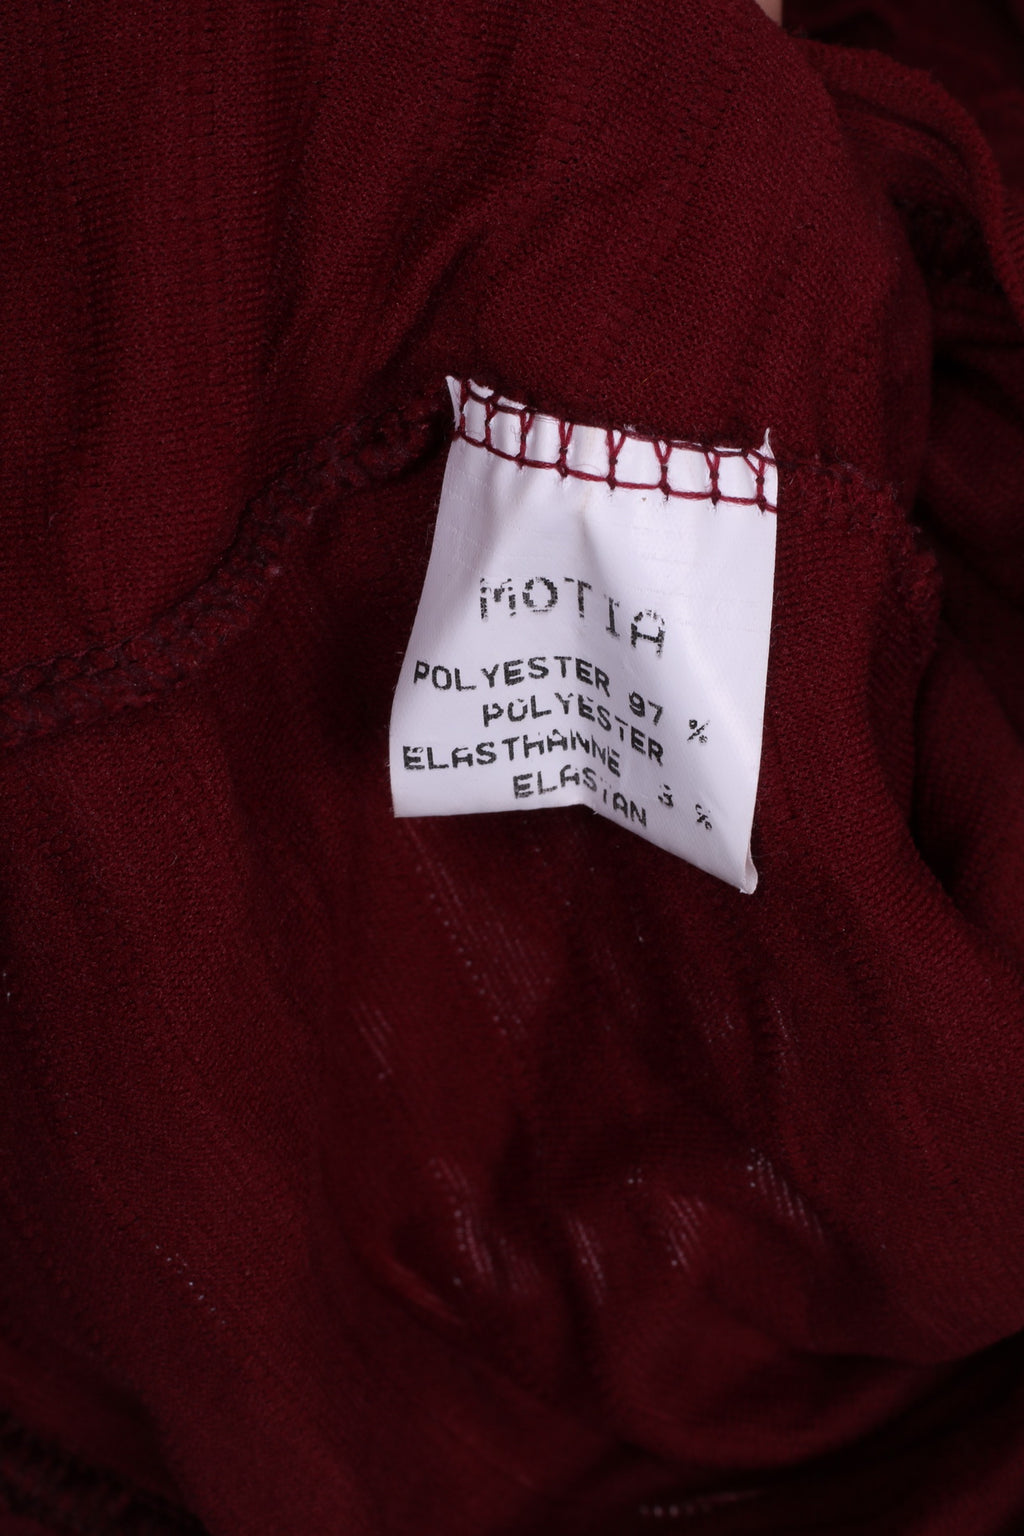 MOTIA
POLYESTER 97 %
POLYESTER
ELASTHANNE 3 %
ELASTAN